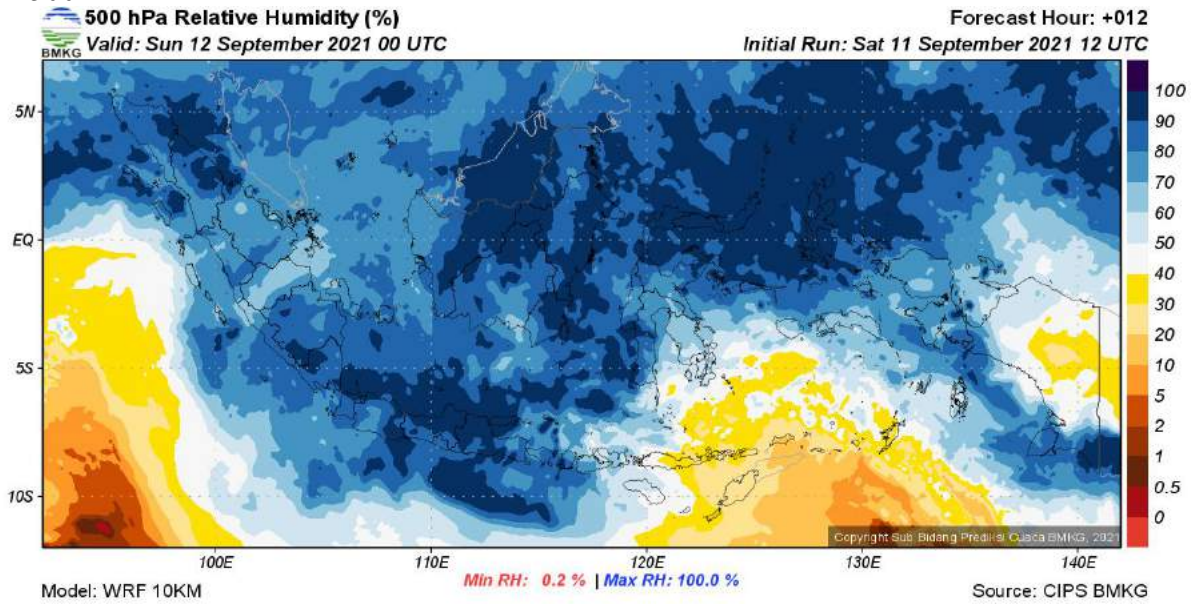 500 hPa Relative Humidity (%)
Forecast Hour: +012
BMKG
Valid: Sun 12 September 2021 00 UTC
Initial Run: Sat 11 September 2021 12 UTC
5N
EQ
5S
10S
100
90
80
70
60
50
40
30
20
10
5
2
1
0.5
0
Copyright Sub Bidang Prediksi Cuaca BMKG, 2021
100E
110E
120E
130E
140E
Model: WRF 10KM
Min RH: 0.2 % | Max RH: 100.0 %
Source: CIPS BMKG